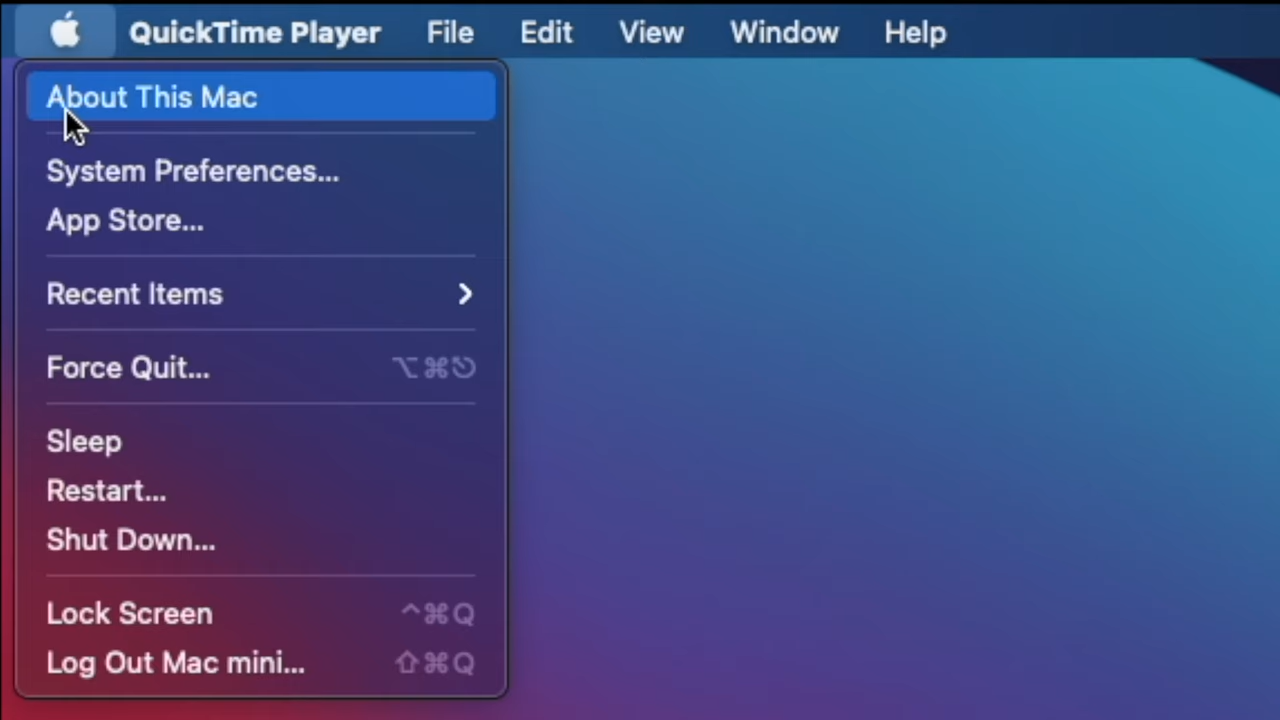 QuickTime Player File Edit View Window Help
About This Mac
System Preferences...
App Store...
Recent Items
Force Quit... ⌥⌘⎋
Sleep
Restart...
Shut Down...
Lock Screen ^⌘Q
Log Out Mac mini... ⇧⌘Q